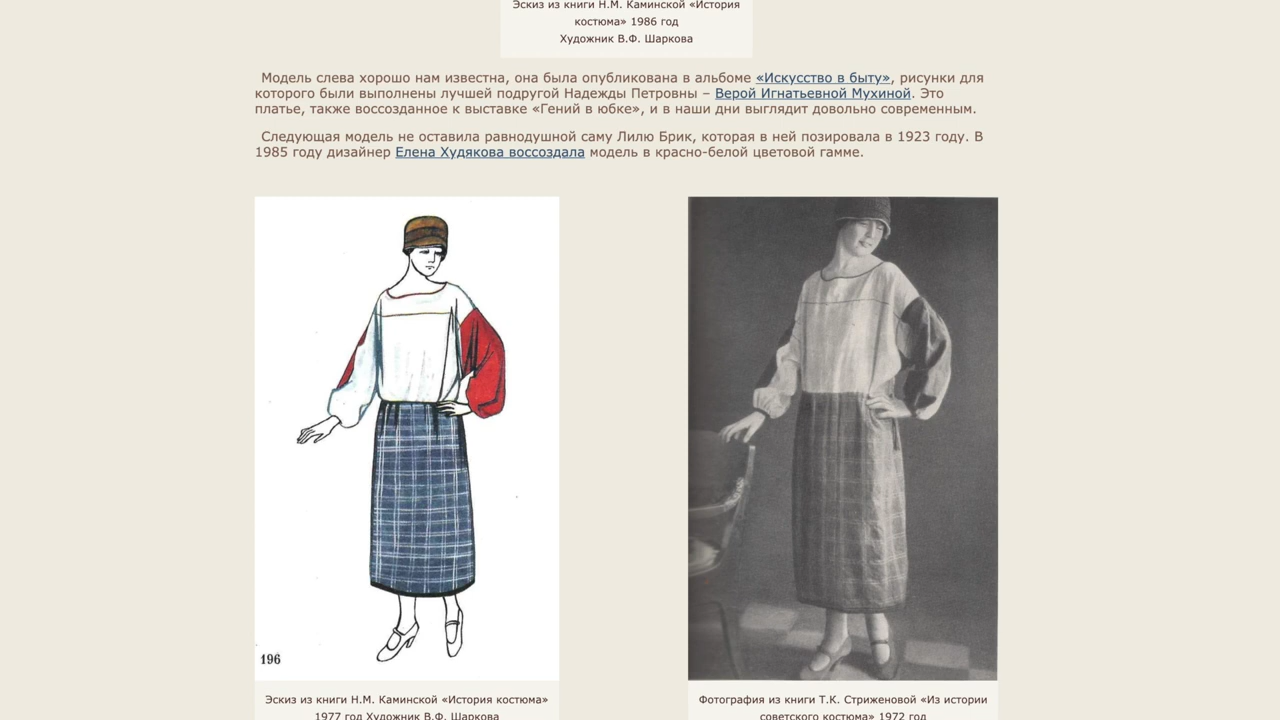 Эскиз из книги Н.М. Каминской «История
костюма» 1986 год
Художник В.Ф. Шаркова
Модель слева хорошо нам известна, она была опубликована в альбоме «Искусство в быту», рисунки для
которого были выполнены лучшей подругой Надежды Петровны – Верой Игнатьевной Мухиной. Это
платье, также воссозданное к выставке «Гений в юбке», и в наши дни выглядит довольно современным.
Следующая модель не оставила равнодушной саму Лилю Брик, которая в ней позировала в 1923 году. В
1985 году дизайнер Елена Худякова воссоздала модель в красно-белой цветовой гамме.
196
Эскиз из книги Н.М. Каминской «История костюма»
1977 год Художник В.Ф. Шаркова
Фотография из книги Т.К. Стриженовой «Из истории
советского костюма» 1972 год